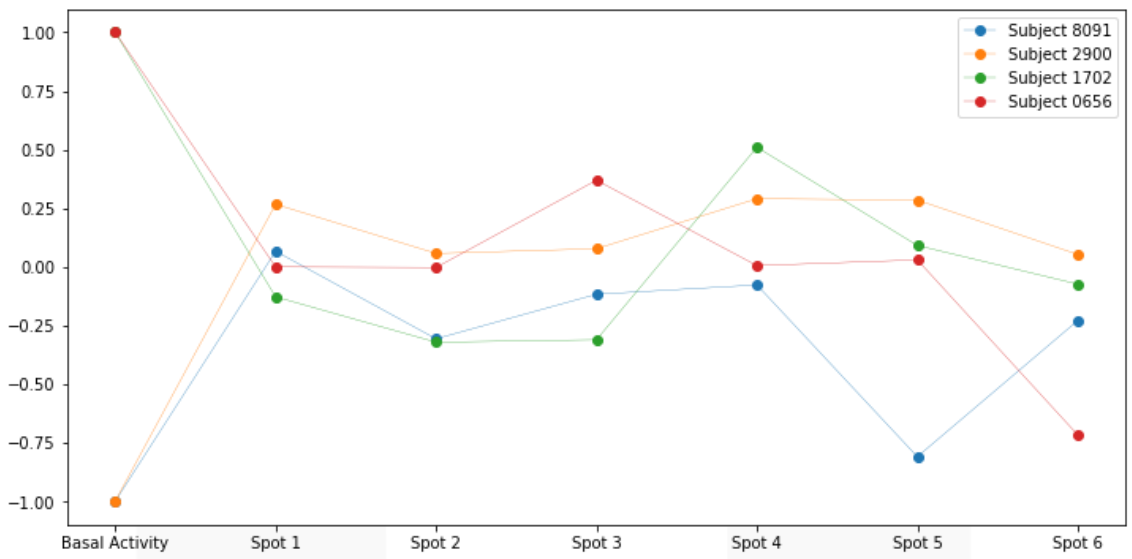 1.00
0.75
0.50
0.25
0.00
−0.25
−0.50
−0.75
−1.00
Subject 8091
Subject 2900
Subject 1702
Subject 0656
Basal Activity Spot 1 Spot 2 Spot 3 Spot 4 Spot 5 Spot 6